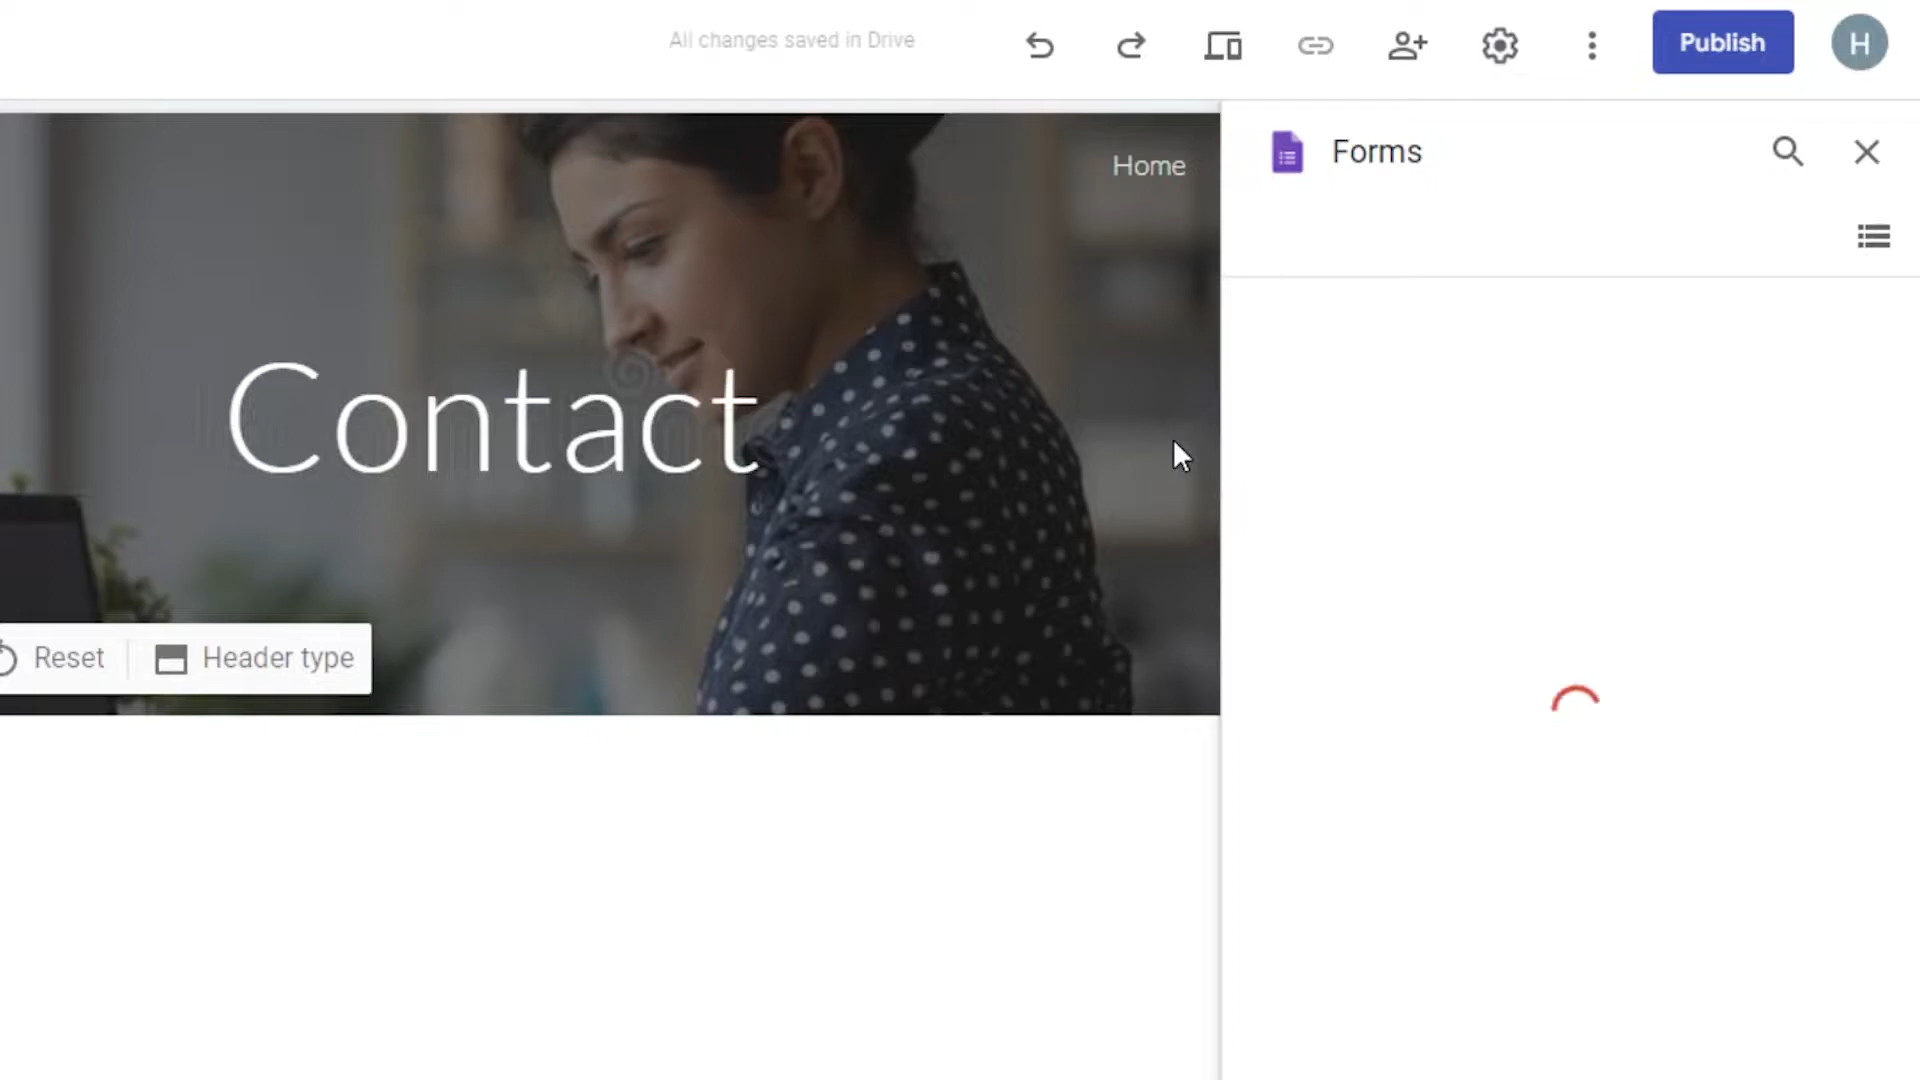 All changes saved in Drive
Publish
H
Forms
Home
Contact
Reset
Header type